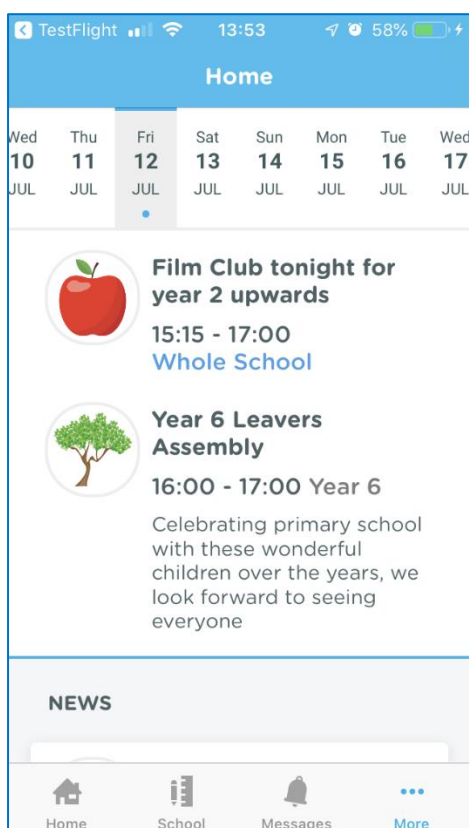 TestFlight 13:53 58%
Home
Wed Thu Fri Sat Sun Mon Tue Wed
10 11 12 13 14 15 16 17
JUL JUL JUL JUL JUL JUL JUL JUL
Film Club tonight for
year 2 upwards
15:15 - 17:00
Whole School
Year 6 Leavers
Assembly
16:00 - 17:00 Year 6
Celebrating primary school
with these wonderful
children over the years, we
look forward to seeing
everyone
NEWS
Home School Messages More